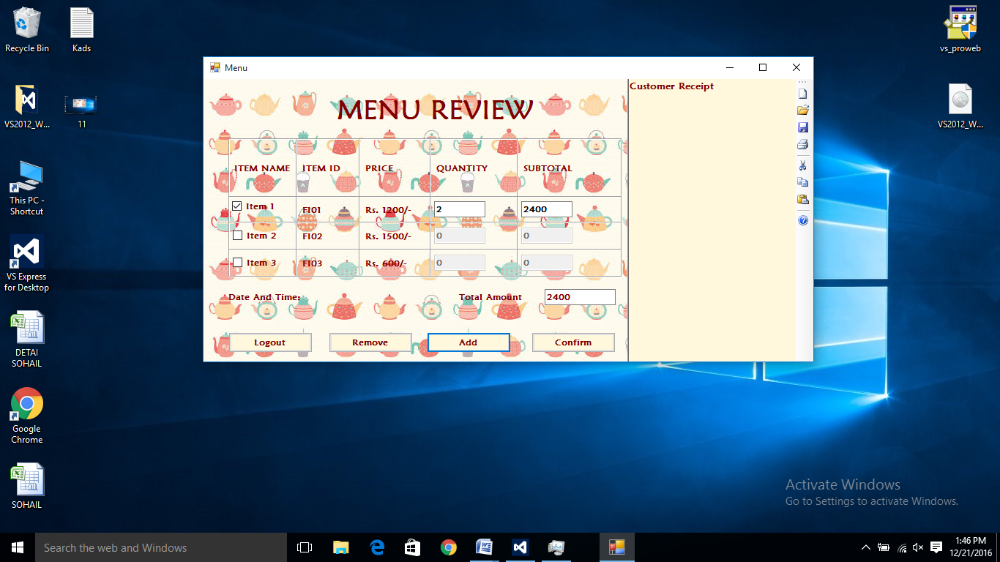 Recycle Bin
Kads
vs_proweb
VS2012_W...
11
VS2012_W...
This PC -
Shortcut
VS Express
for Desktop
DETAI
SOHAIL
Google
Chrome
SOHAIL
Menu
MENU REVIEW
Customer Receipt
ITEM NAME ITEM ID PRICE QUANTITY SUBTOTAL
Item 1 FI01 Rs. 1200/- 2 2400
Item 2 FI02 Rs. 1500/- 0 0
Item 3 FI03 Rs. 600/- 0 0
Date And Time: Total Amount 2400
Logout Remove Add Confirm
Activate Windows
Go to Settings to activate Windows.
Search the web and Windows
1:46 PM
12/21/2016